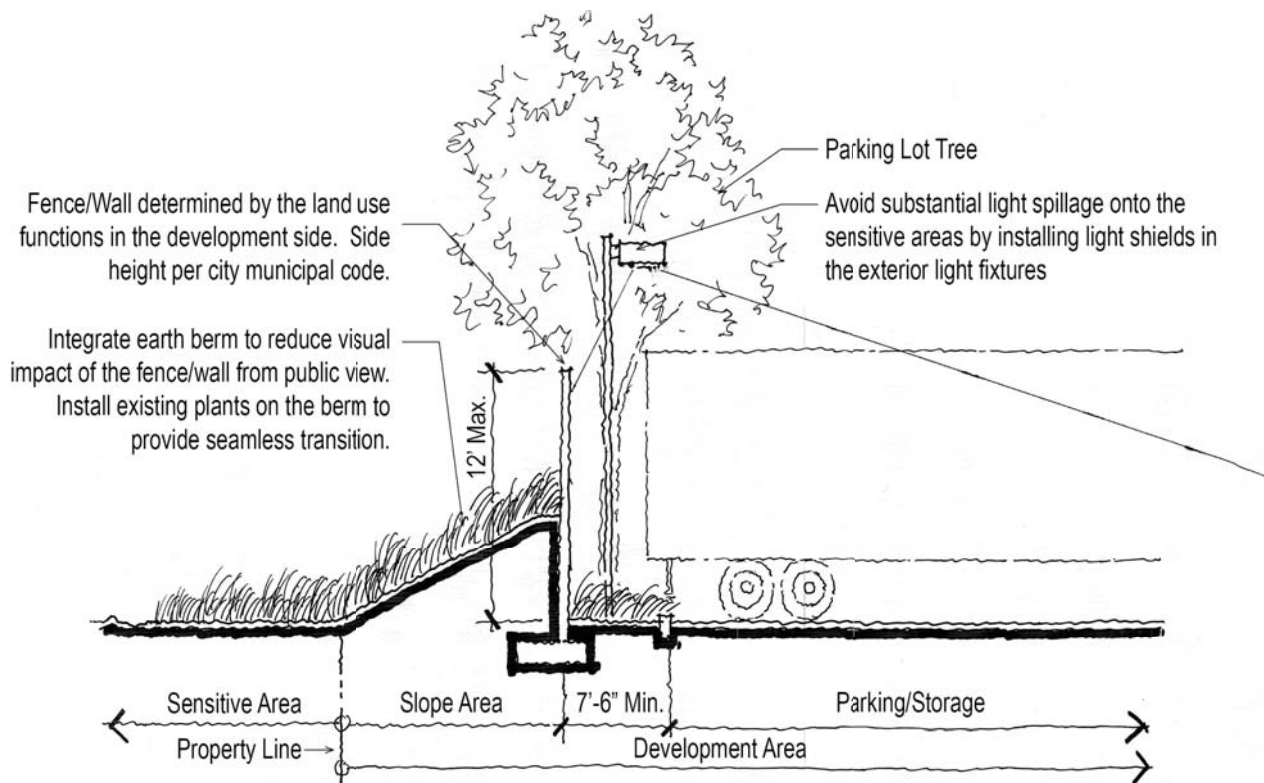 Parking Lot Tree
Fence/Wall determined by the land use
functions in the development side.  Side
height per city municipal code.
Avoid substantial light spillage onto the
sensitive areas by installing light shields in
the exterior light fixtures
Integrate earth berm to reduce visual
impact of the fence/wall from public view.
Install existing plants on the berm to
provide seamless transition.
12' Max.
Sensitive Area
Slope Area
7'-6" Min.
Parking/Storage
Property Line
Development Area